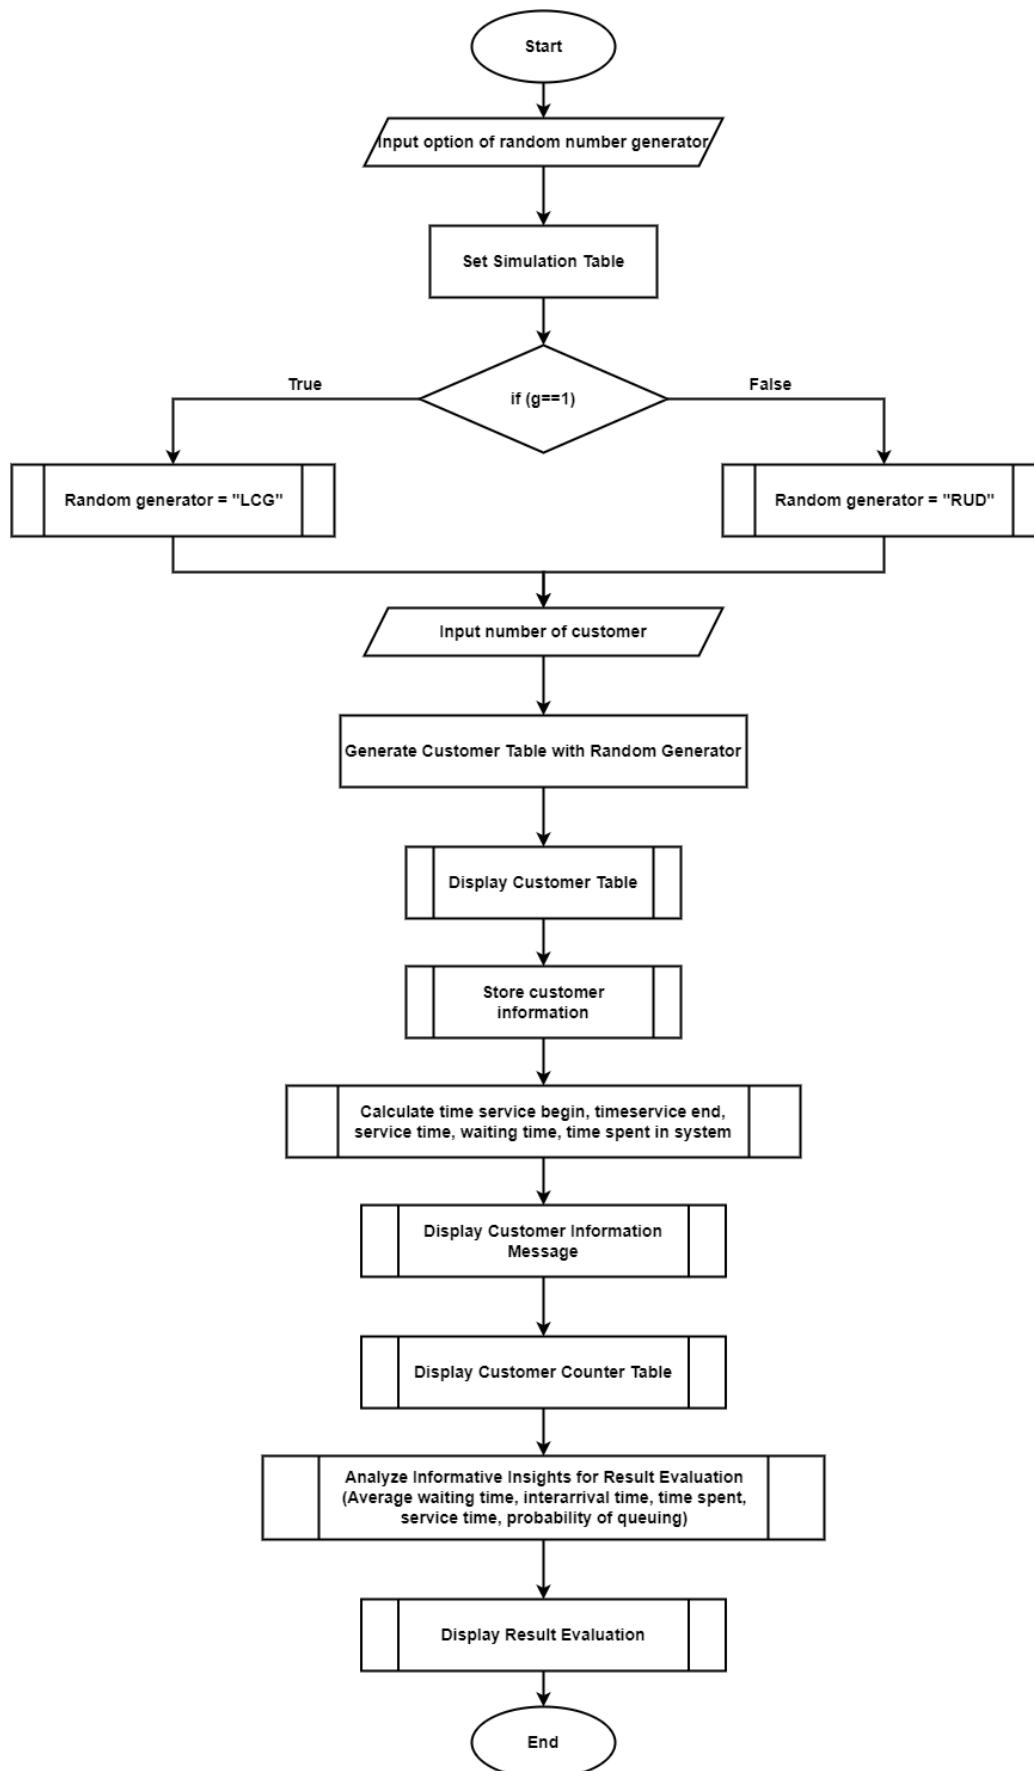 Start
Input option of random number generator
Set Simulation Table
if (g==1)
True
False
Random generator = "LCG"
Random generator = "RUD"
Input number of customer
Generate Customer Table with Random Generator
Display Customer Table
Store customer
information
Calculate time service begin, timeservice end,
service time, waiting time, time spent in system
Display Customer Information
Message
Display Customer Counter Table
Analyze Informative Insights for Result Evaluation
(Average waiting time, interarrival time, time spent,
service time, probability of queuing)
Display Result Evaluation
End